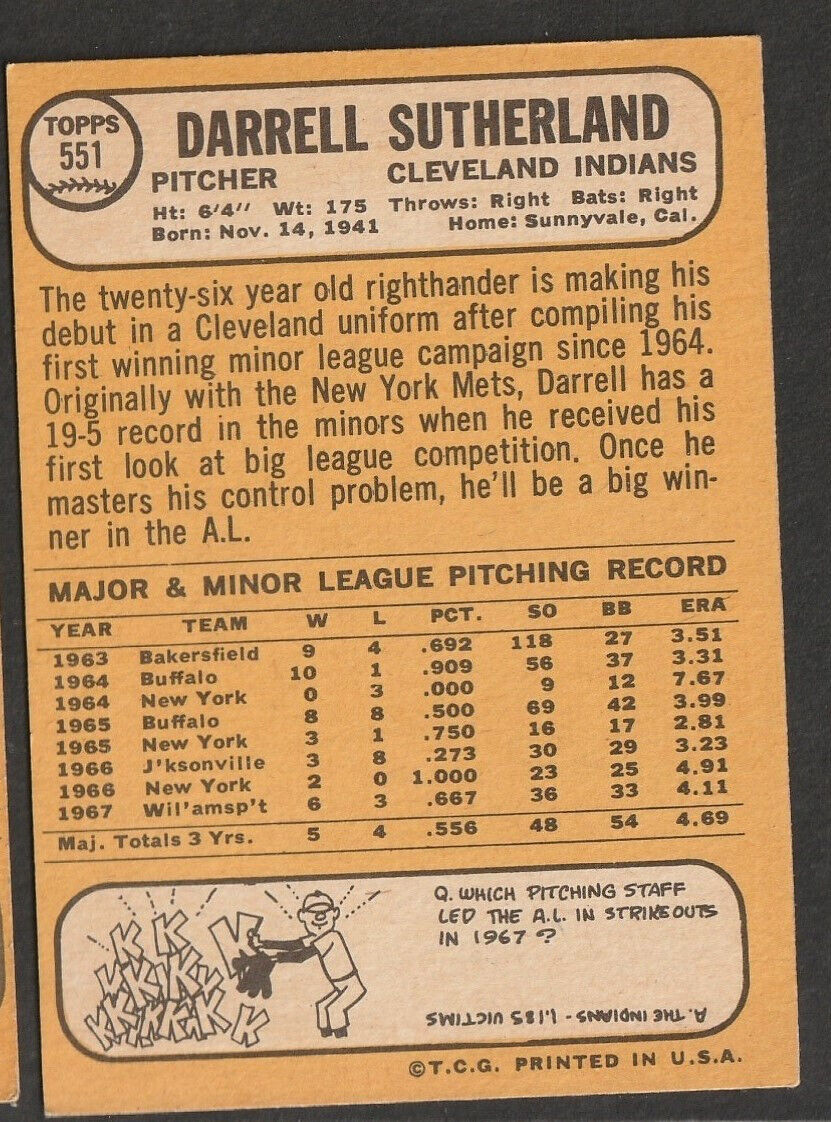 TOPPS
551
DARRELL SUTHERLAND
PITCHER CLEVELAND INDIANS
Ht: 6'4'' Wt: 175 Throws: Right Bats: Right
Born: Nov. 14, 1941 Home: Sunnyvale, Cal.
The twenty-six year old righthander is making his
debut in a Cleveland uniform after compiling his
first winning minor league campaign since 1964.
Originally with the New York Mets, Darrell has a
19-5 record in the minors when he received his
first look at big league competition. Once he
masters his control problem, he'll be a big win-
ner in the A.L.
MAJOR & MINOR LEAGUE PITCHING RECORD
YEAR TEAM W L PCT. SO BB ERA
1963 Bakersfield 9 4 .692 118 27 3.51
1964 Buffalo 10 1 .909 56 37 3.31
1964 New York 0 3 .000 9 12 7.67
1965 Buffalo 8 8 .500 69 42 3.99
1965 New York 3 1 .750 16 17 2.81
1966 J'ksonville 3 8 .273 30 29 3.23
1966 New York 2 0 1.000 23 25 4.91
1967 Wil'amsp't 6 3 .667 36 33 4.11
Maj. Totals 3 Yrs. 5 4 .556 48 54 4.69
Q. WHICH PITCHING STAFF
LED THE A.L. IN STRIKEOUTS
IN 1967?
A. THE INDIANS - 1,185 VICTIMS
©T.C.G. PRINTED IN U.S.A.